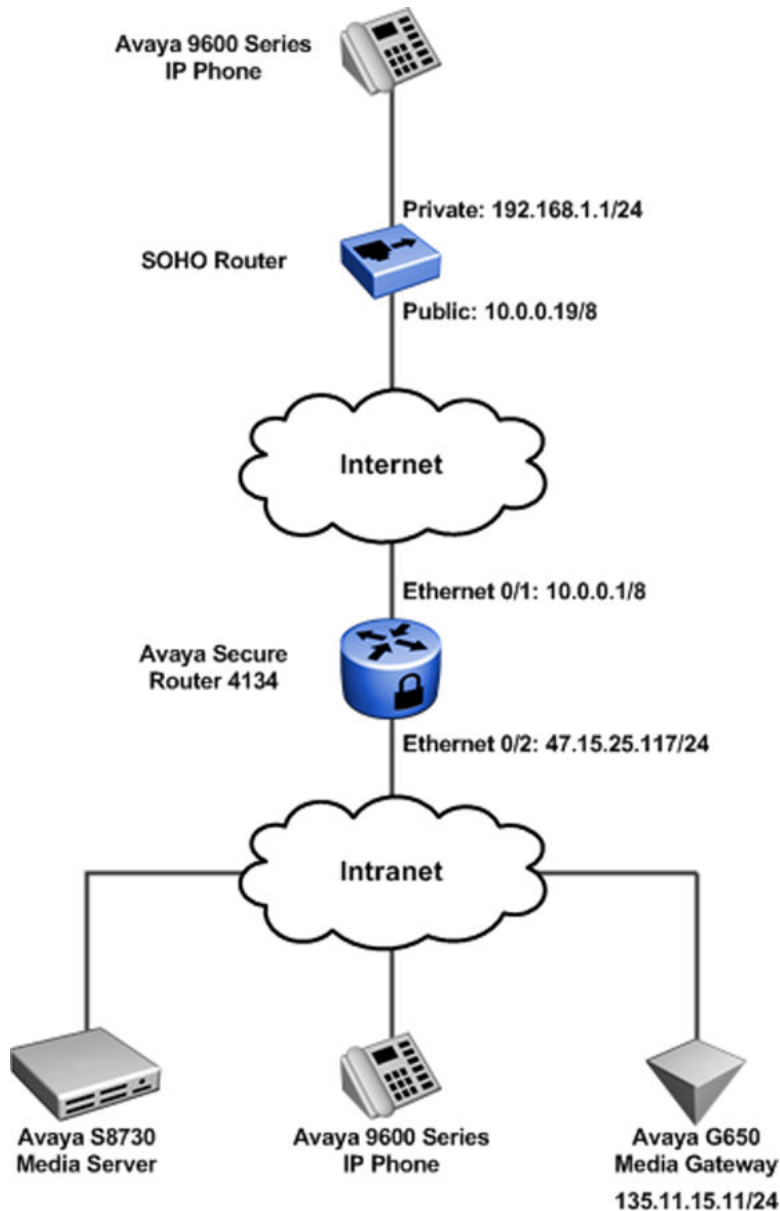 Avaya 9600 Series
IP Phone
Private: 192.168.1.1/24
SOHO Router
Public: 10.0.0.19/8
Internet
Ethernet 0/1: 10.0.0.1/8
Avaya Secure
Router 4134
Ethernet 0/2: 47.15.25.117/24
Intranet
Avaya S8730
Media Server
Avaya 9600 Series
IP Phone
Avaya G650
Media Gateway
135.11.15.11/24